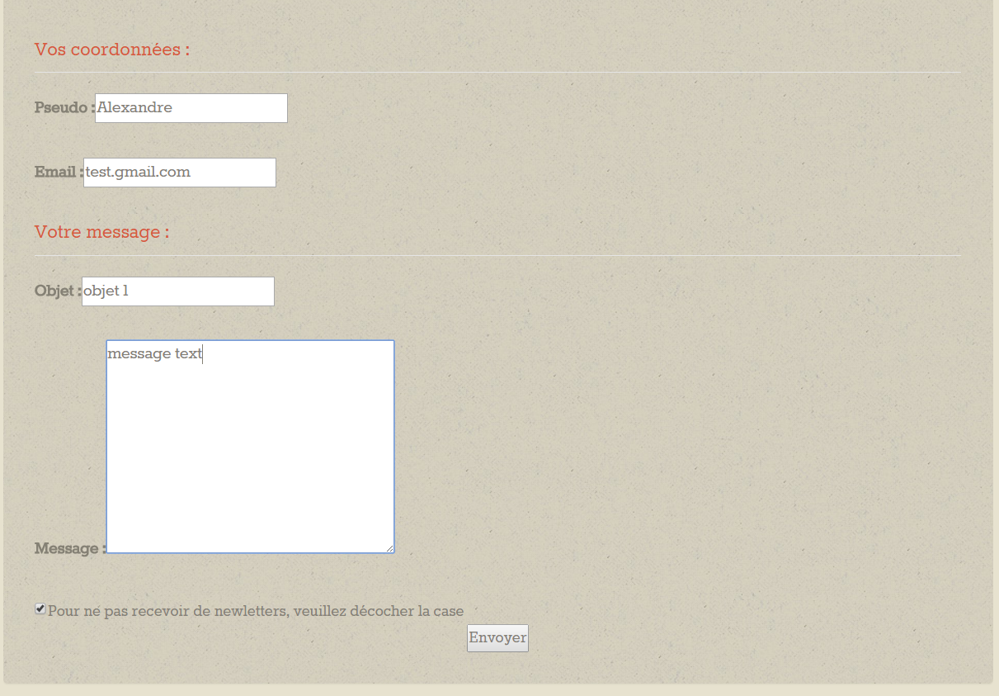 Vos coordonnées :
Pseudo : Alexandre
Email : test.gmail.com
Votre message :
Objet : objet 1
message text
Message :
Pour ne pas recevoir de newletters, veuillez décocher la case
Envoyer